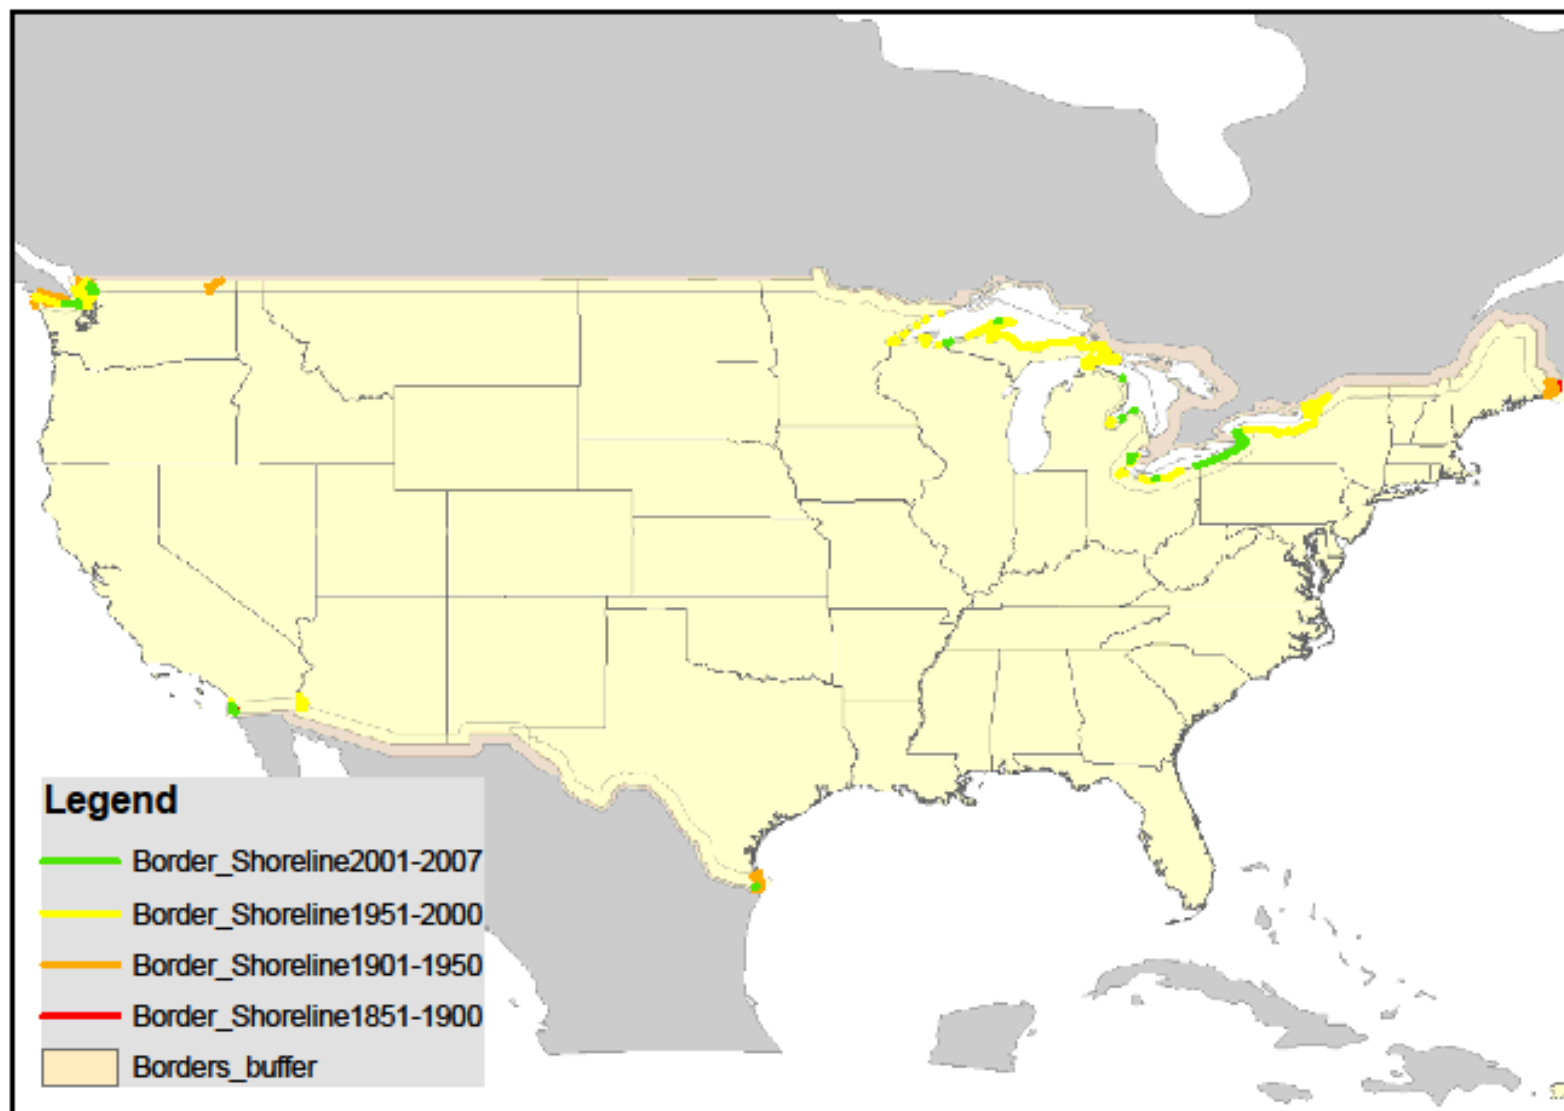 Legend
Border_Shoreline2001-2007
Border_Shoreline1951-2000
Border_Shoreline1901-1950
Border_Shoreline1851-1900
Borders_buffer